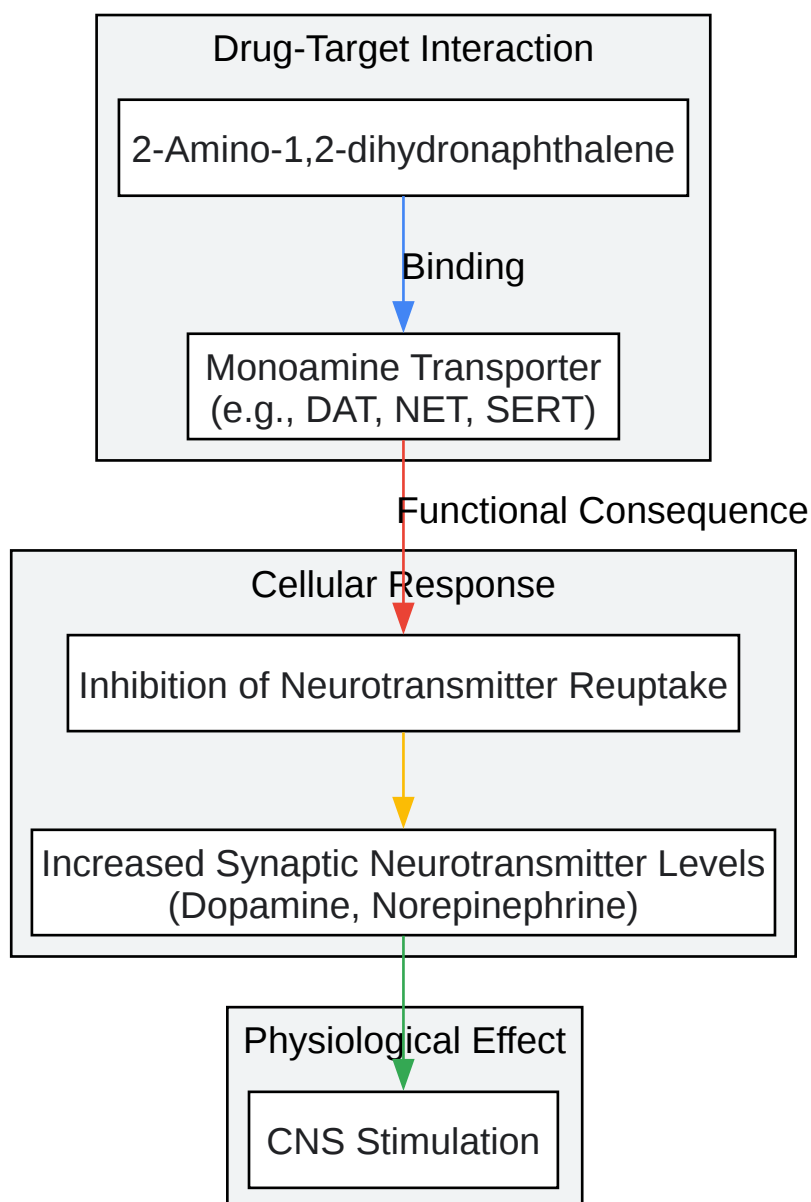 Drug-Target Interaction
2-Amino-1,2-dihydronaphthalene
Binding
Monoamine Transporter
(e.g., DAT, NET, SERT)
Functional Consequence
Cellular Response
Inhibition of Neurotransmitter Reuptake
Increased Synaptic Neurotransmitter Levels
(Dopamine, Norepinephrine)
Physiological Effect
CNS Stimulation